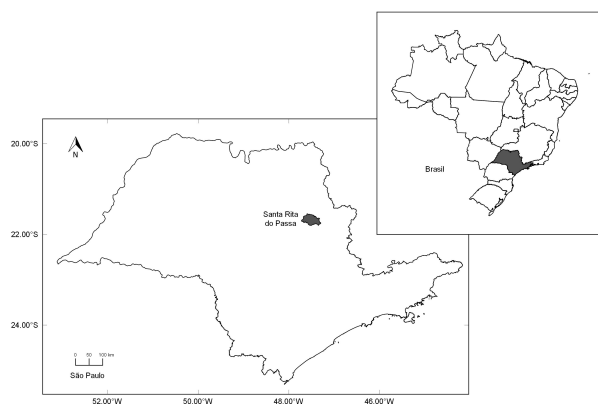 Brasil
20.00°S
N
Santa Rita
do Passa
22.00°S
24.00°S
0 50 100 km
São Paulo
52.00°W 50.00°W 48.00°W 46.00°W